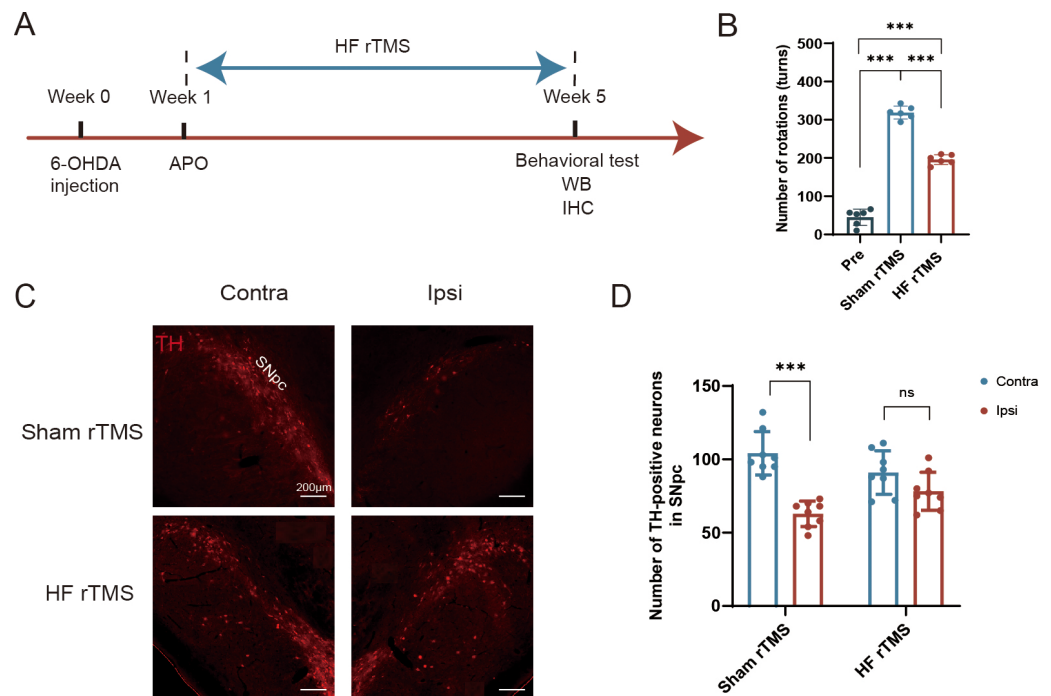 A
HF rTMS
Week 0
Week 1
Week 5
6-OHDA
injection
APO
Behavioral test
WB
IHC
B
Number of rotations (turns)
500
400
300
200
100
0
***
*** ***
Pre
Sham rTMS
HF rTMS
C
Contra
Ipsi
TH
SNpc
Sham rTMS
200μm
HF rTMS
D
Number of TH-positive neurons
in SNpc
150
100
50
0
***
ns
Contra
Ipsi
Sham rTMS
HF rTMS